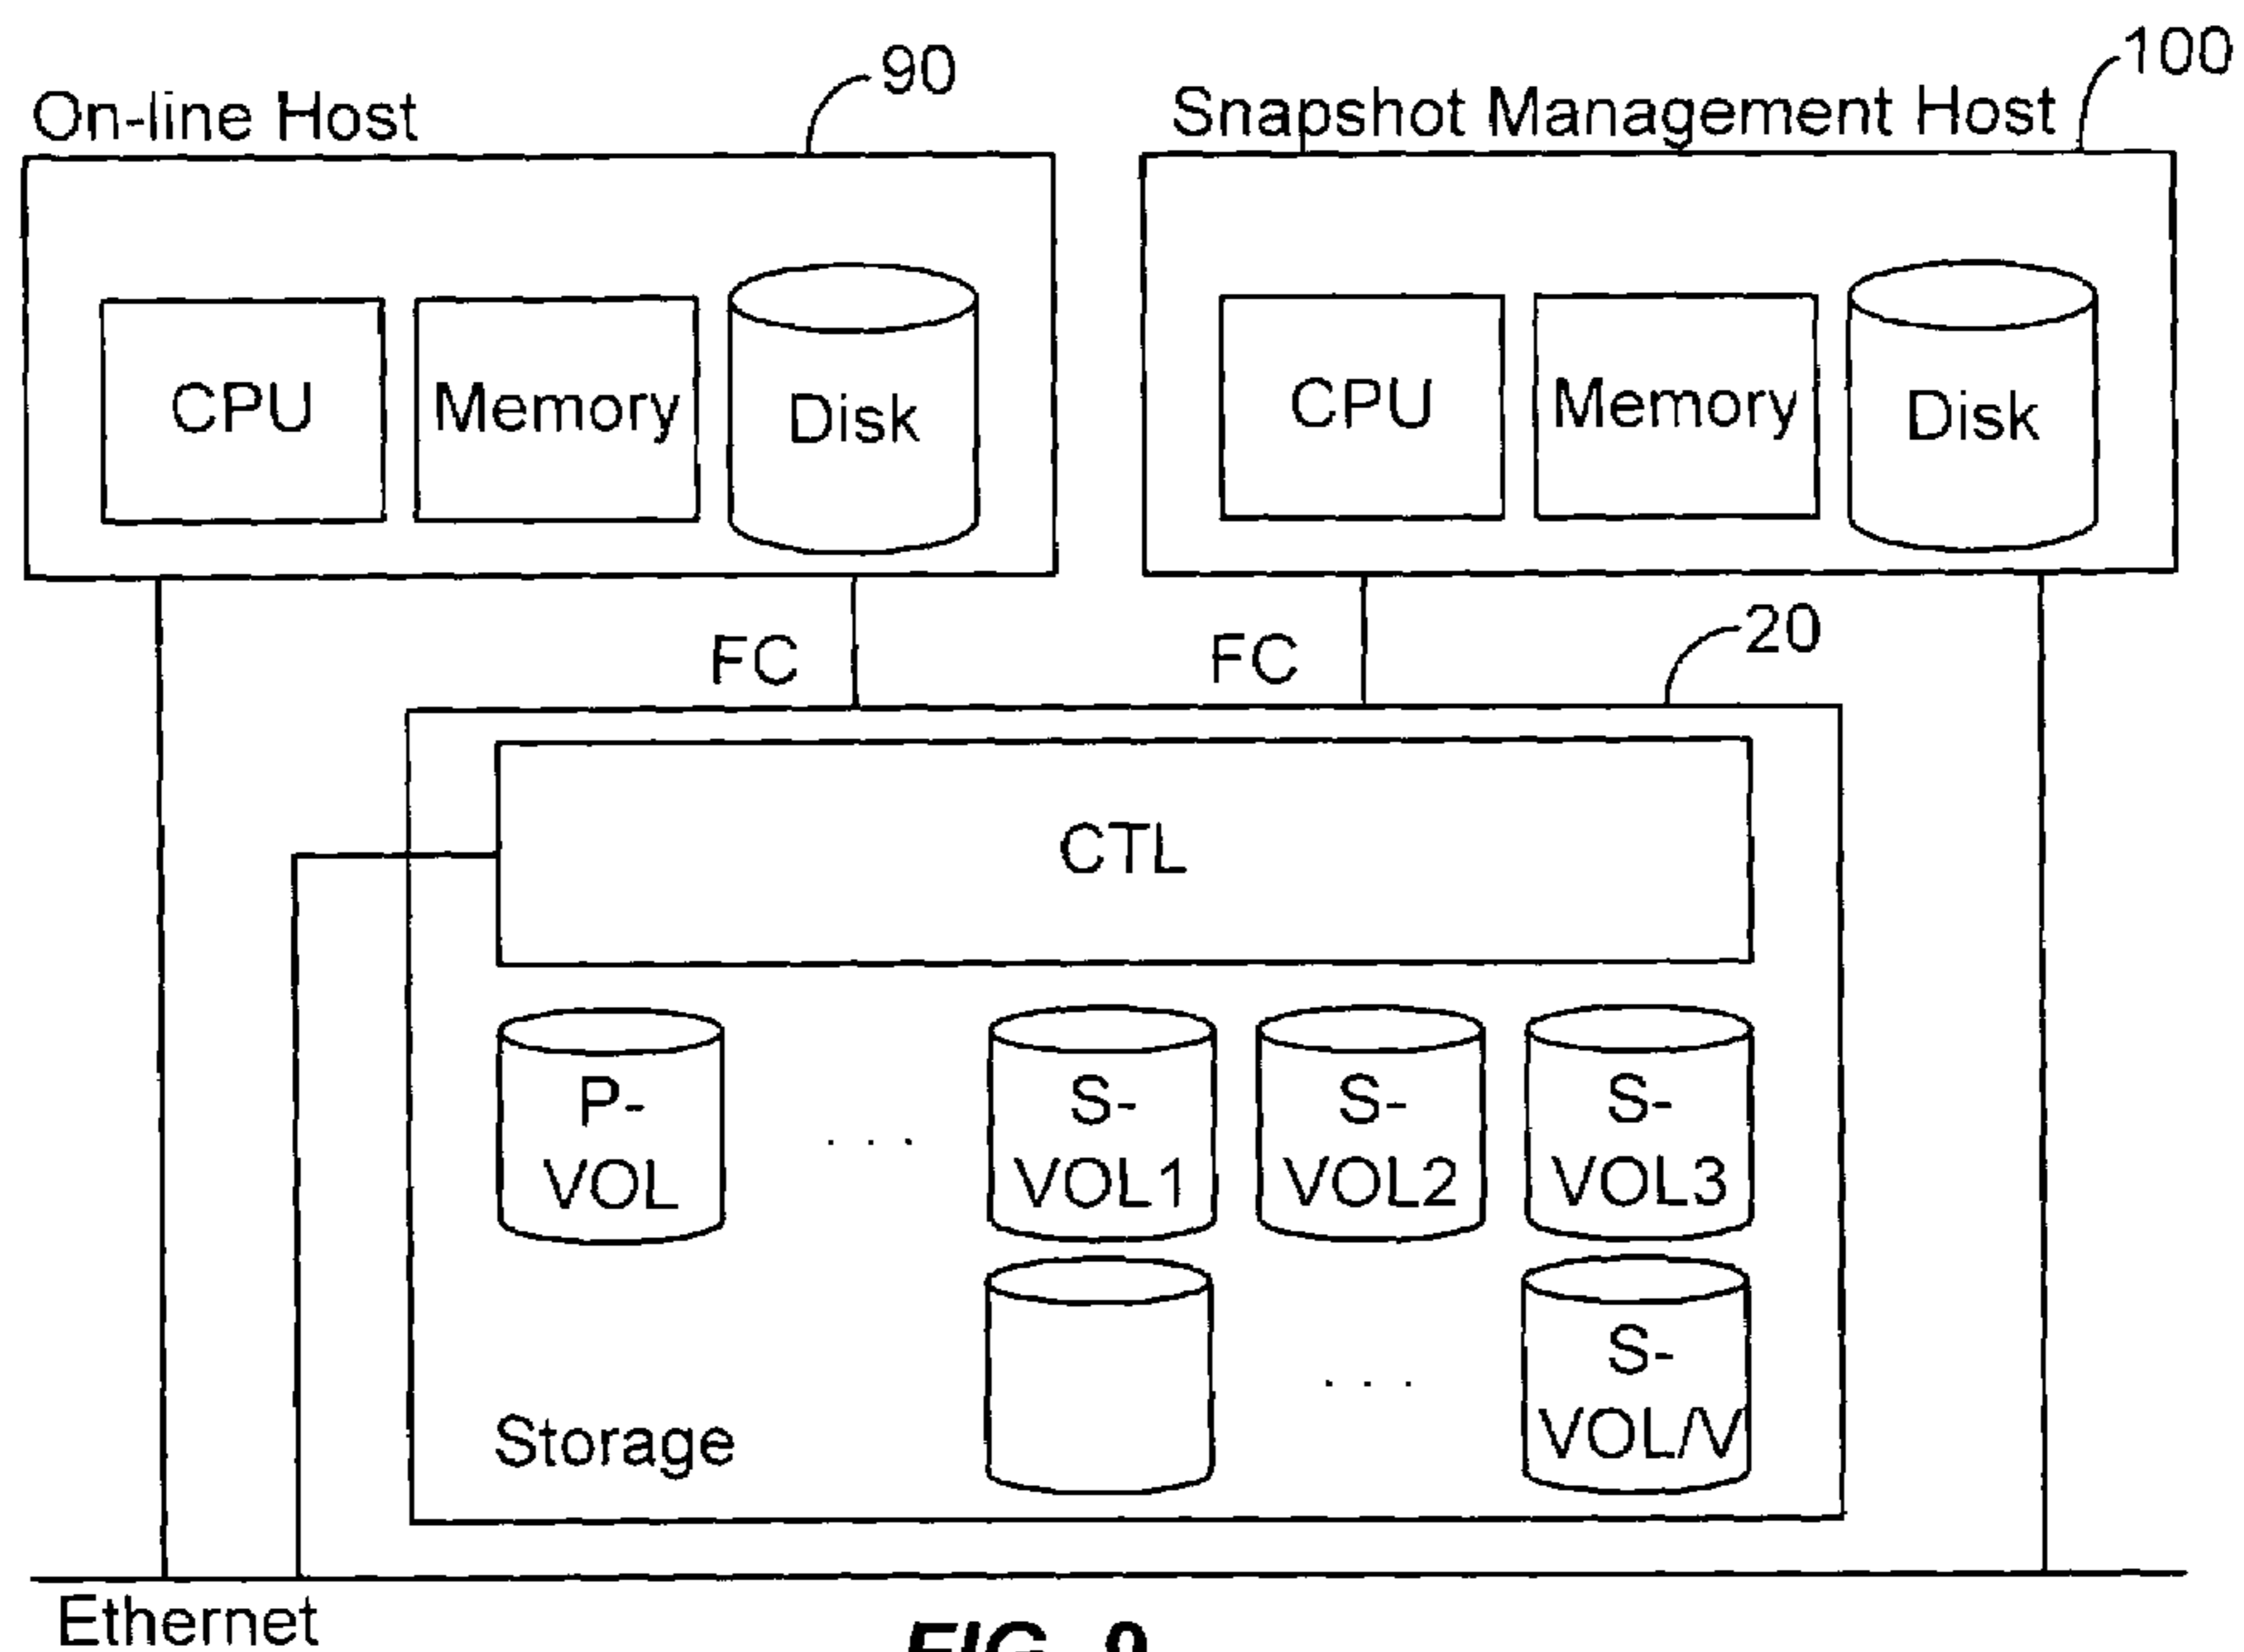 90
100
On-line Host
Snapshot Management Host
CPU
Memory
Disk
CPU
Memory
Disk
FC
FC
20
CTL
P-
VOL
. . .
S-
VOL1
S-
VOL2
S-
VOL3
. . .
S-
VOL/V
Storage
Ethernet